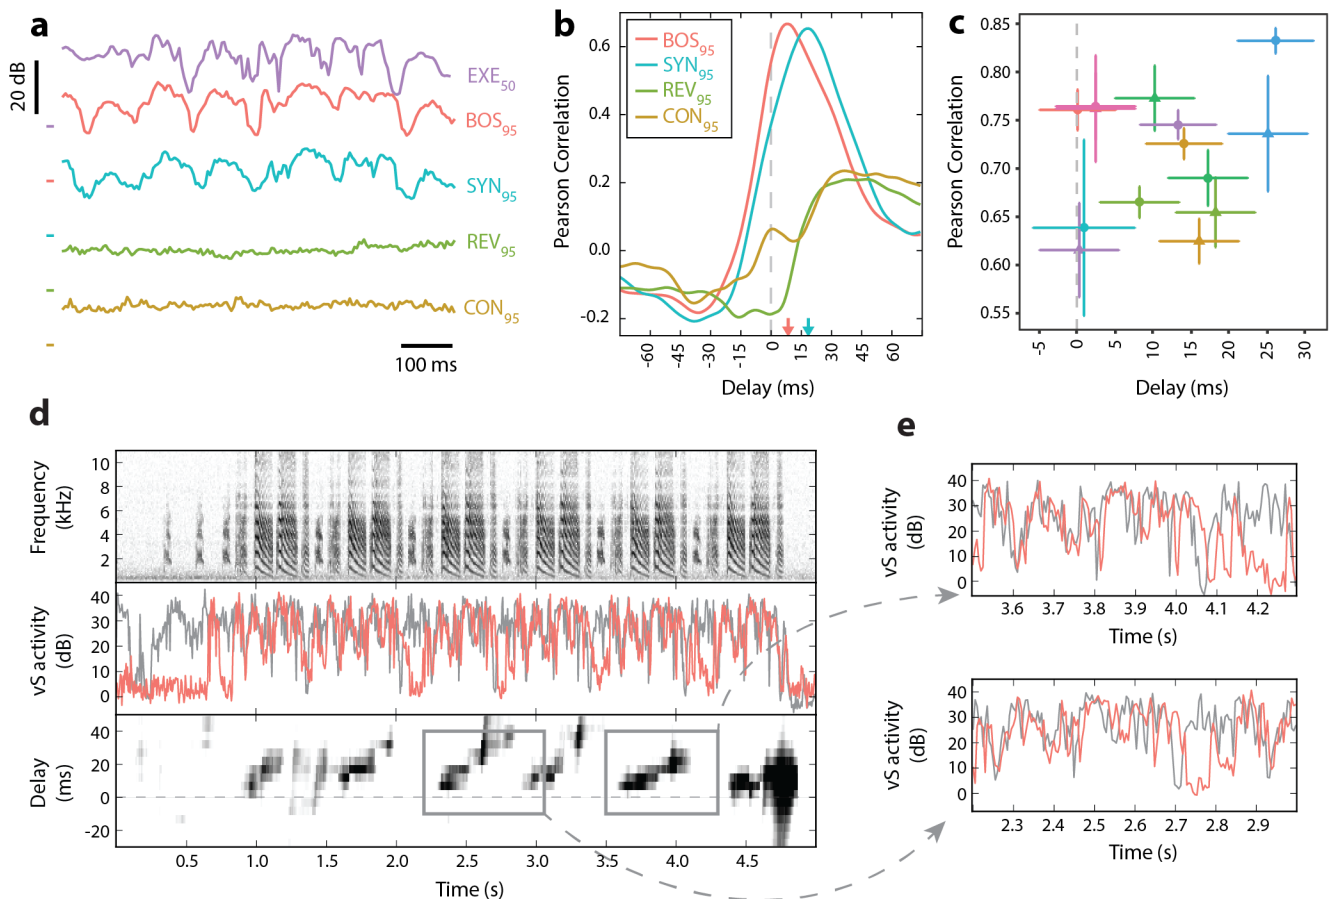 a
20 dB
EXE50
BOS95
SYN95
REV95
CON95
100 ms
b
Pearson Correlation
0.6
0.4
0.2
0.0
-0.2
BOS95
SYN95
REV95
CON95
-60
-45
-30
-15
0
15
30
45
60
Delay (ms)
c
Pearson Correlation
0.85
0.80
0.75
0.70
0.65
0.60
0.55
-5
0
5
10
15
20
25
30
Delay (ms)
d
Frequency
(kHz)
10
8
6
4
2
vS activity
(dB)
40
30
20
10
0
Delay
(ms)
40
20
0
-20
0.5 1.0 1.5 2.0 2.5 3.0 3.5 4.0 4.5
Time (s)
e
vS activity
(dB)
40
30
20
10
0
3.6 3.7 3.8 3.9 4.0 4.1 4.2
Time (s)
vS activity
(dB)
40
30
20
10
0
2.3 2.4 2.5 2.6 2.7 2.8 2.9
Time (s)